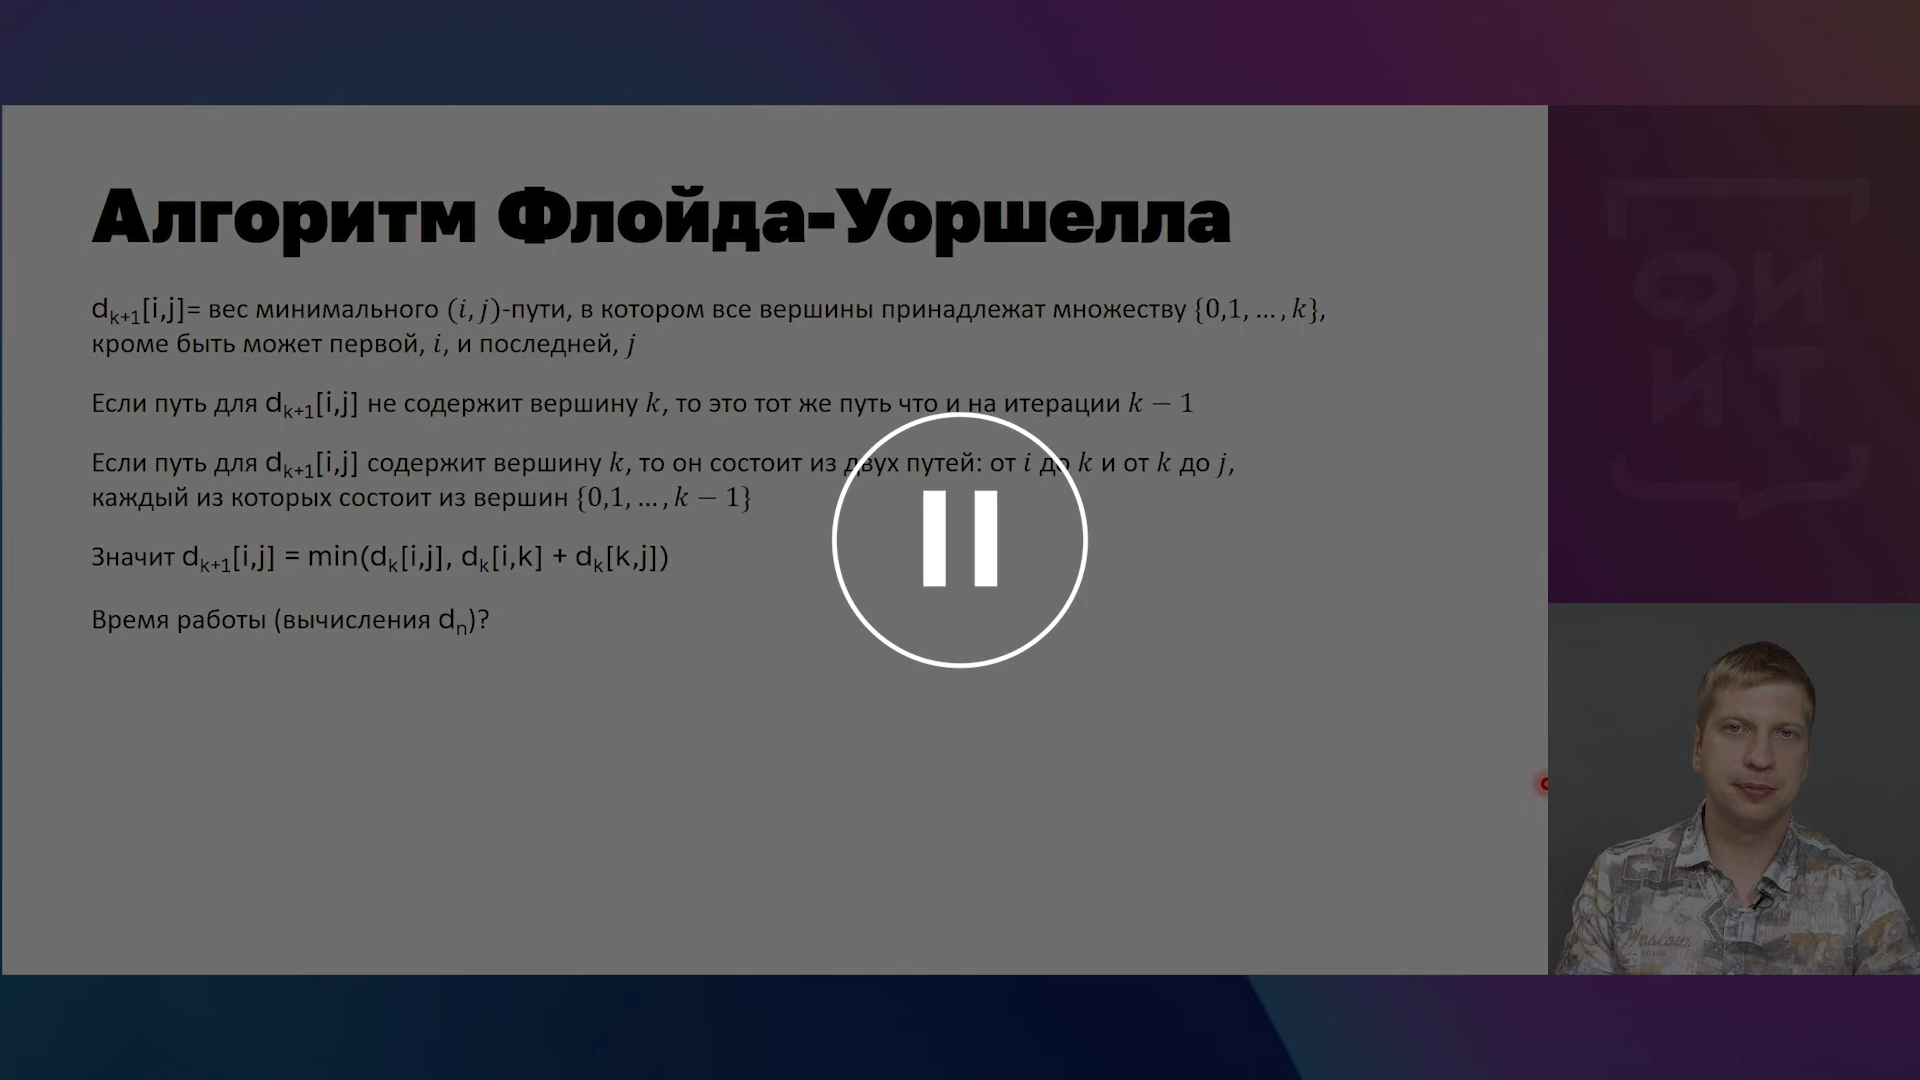 Алгоритм Флойда-Уоршелла
dk+1[i,j]= вес минимального (i, j)-пути, в котором все вершины принадлежат множеству {0,1, … , k},
кроме быть может первой, i, и последней, j
Если путь для dk+1[i,j] не содержит вершину k, то это тот же путь что и на итерации k − 1
Если путь для dk+1[i,j] содержит вершину k, то он состоит из двух путей: от i до k и от k до j,
каждый из которых состоит из вершин {0,1, … , k − 1}
Значит dk+1[i,j] = min(dk[i,j], dk[i,k] + dk[k,j])
Время работы (вычисления dn)?
ФИ
ИТ